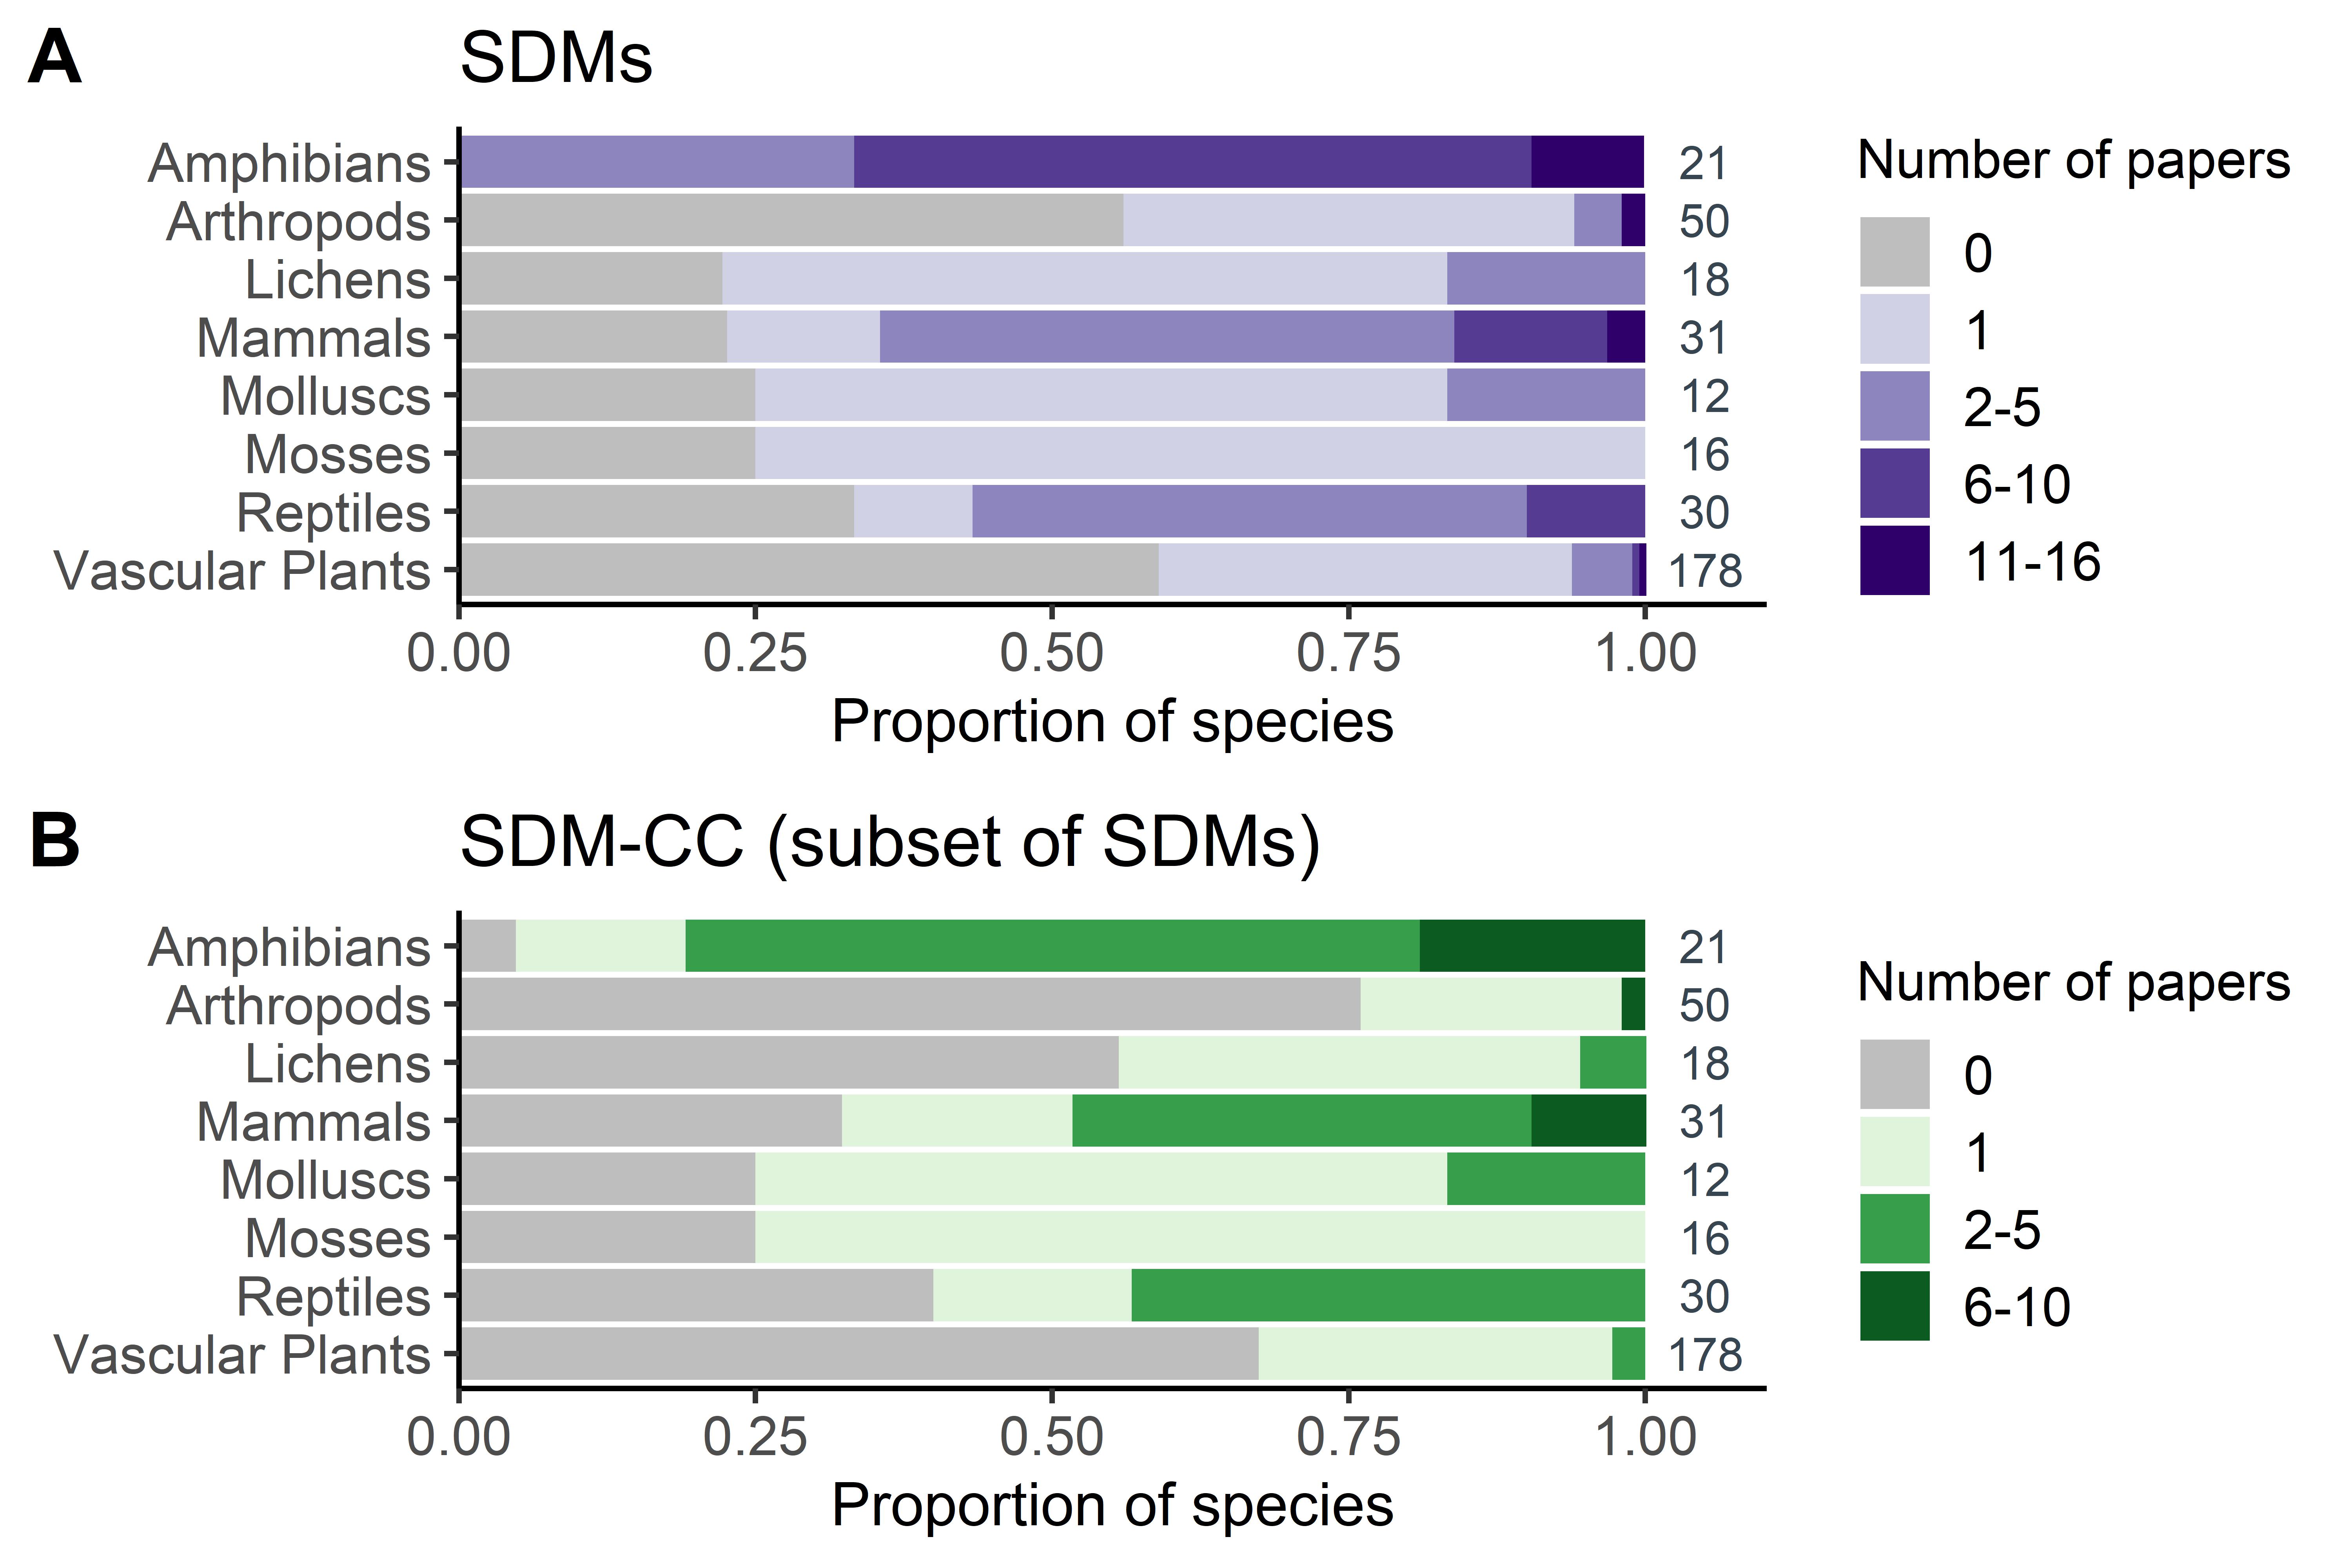 A
SDMs
Amphibians 21
Arthropods 50
Lichens 18
Mammals 31
Molluscs 12
Mosses 16
Reptiles 30
Vascular Plants 178
0.00 0.25 0.50 0.75 1.00
Proportion of species
Number of papers
0
1
2-5
6-10
11-16
B
SDM-CC (subset of SDMs)
Amphibians 21
Arthropods 50
Lichens 18
Mammals 31
Molluscs 12
Mosses 16
Reptiles 30
Vascular Plants 178
0.00 0.25 0.50 0.75 1.00
Proportion of species
Number of papers
0
1
2-5
6-10